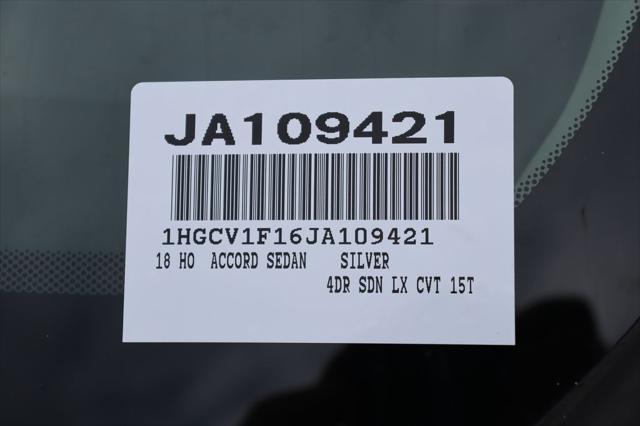 JA109421
1HGCV1F16JA109421
18 HO ACCORD SEDAN SILVER
4DR SDN LX CVT 15T